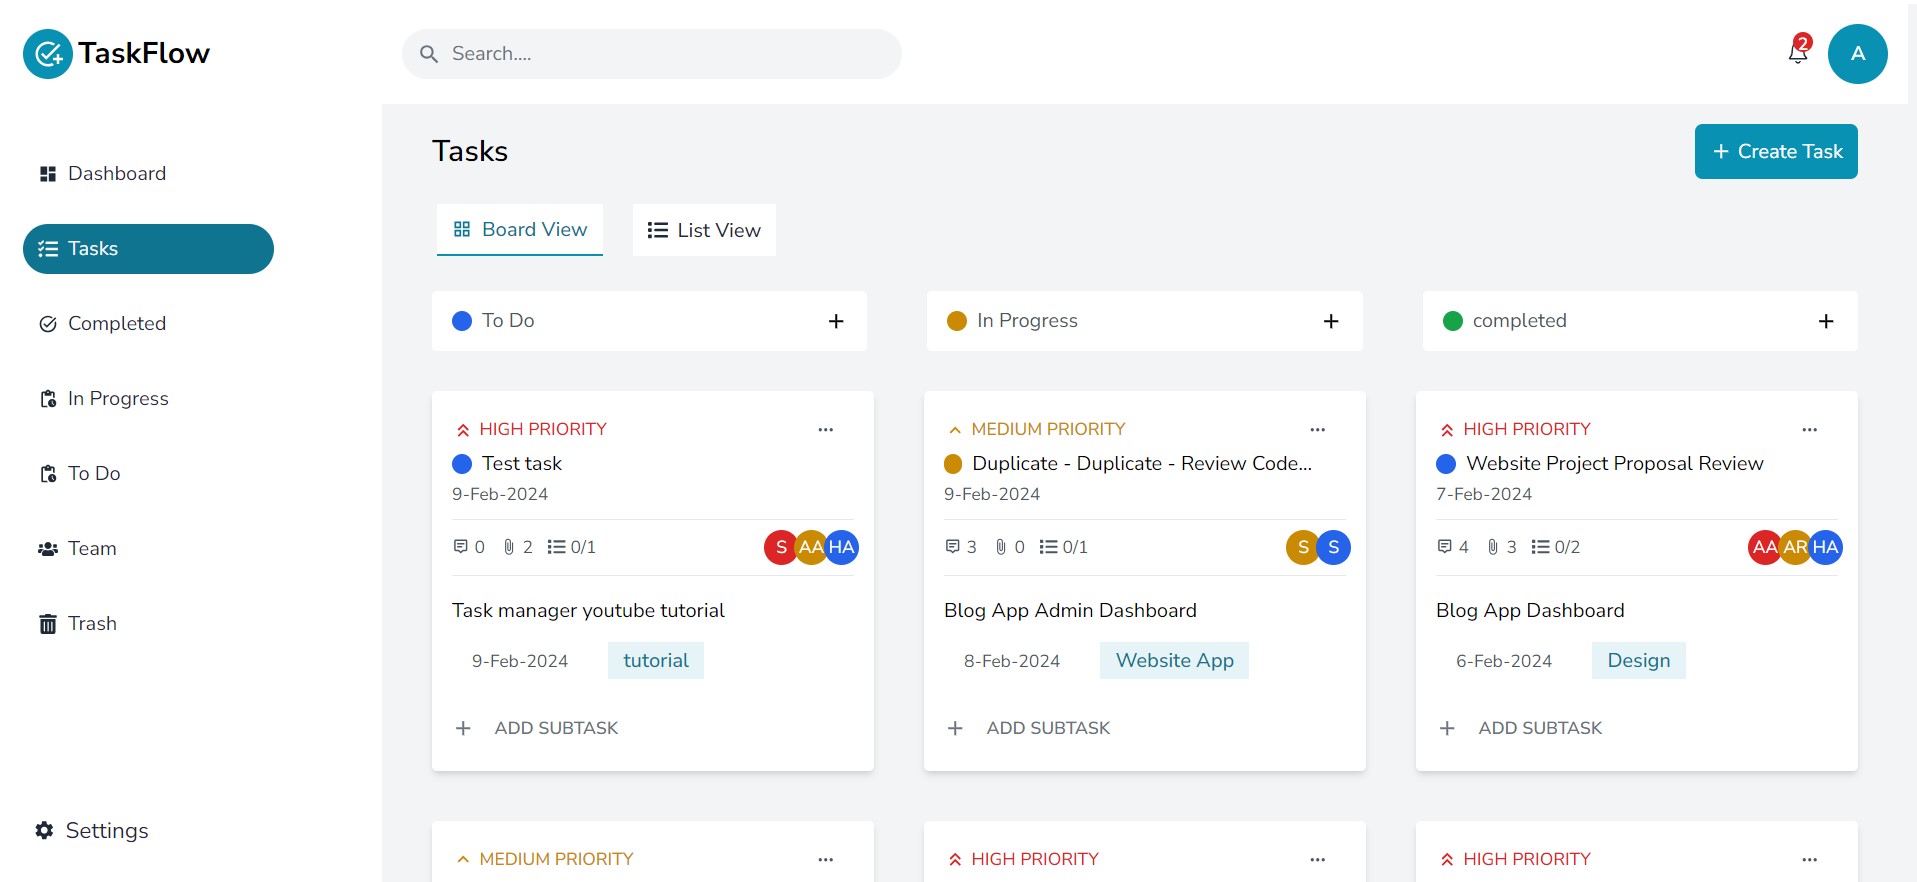 TaskFlow
Search....
2
A
Dashboard
Tasks
Completed
In Progress
To Do
Team
Trash
Settings
Tasks
+ Create Task
Board View
List View
To Do +
In Progress +
completed +
HIGH PRIORITY ...
Test task
9-Feb-2024
0 2 0/1 S AA HA
Task manager youtube tutorial
9-Feb-2024 tutorial
+ ADD SUBTASK
MEDIUM PRIORITY ...
Duplicate - Duplicate - Review Code...
9-Feb-2024
3 0 0/1 S S
Blog App Admin Dashboard
8-Feb-2024 Website App
+ ADD SUBTASK
HIGH PRIORITY ...
Website Project Proposal Review
7-Feb-2024
4 3 0/2 AA AR HA
Blog App Dashboard
6-Feb-2024 Design
+ ADD SUBTASK
MEDIUM PRIORITY ...
HIGH PRIORITY ...
HIGH PRIORITY ...